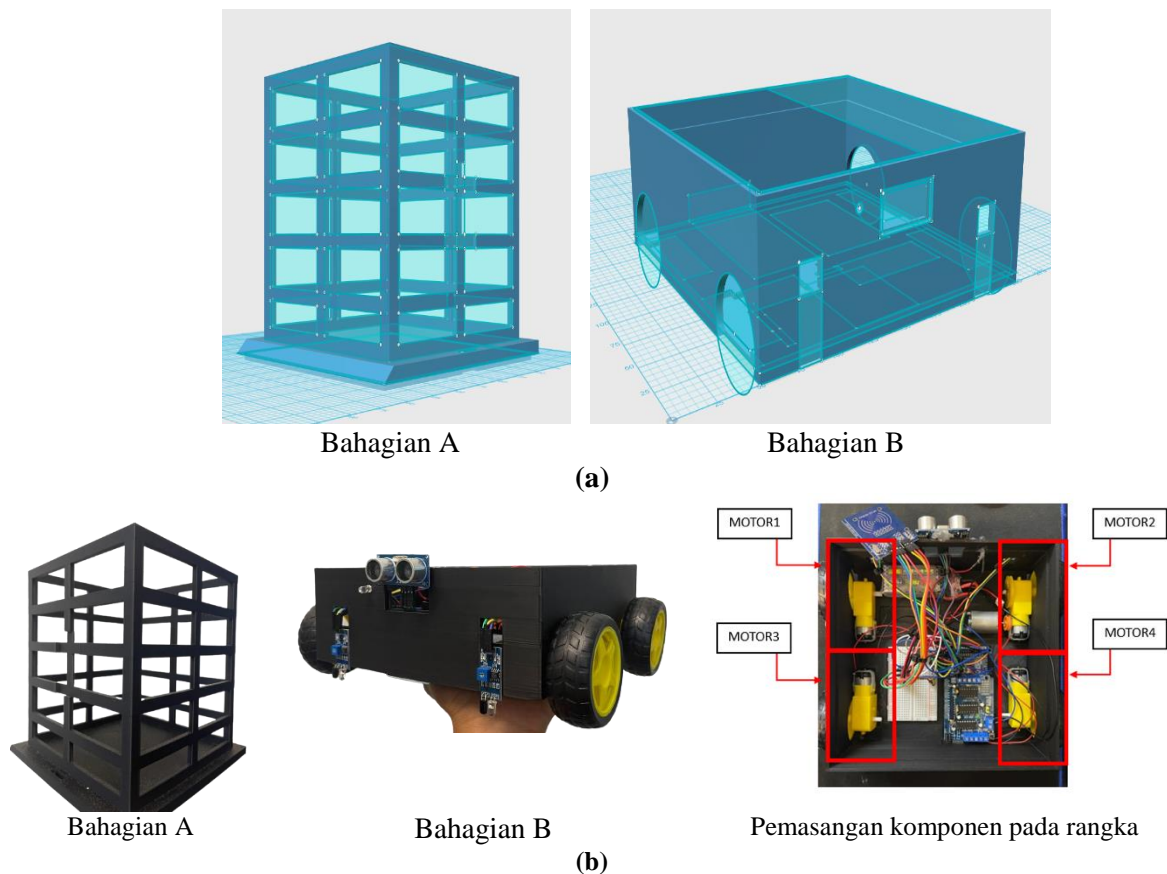 Bahagian A
Bahagian B
(a)
MOTOR1
MOTOR2
MOTOR3
MOTOR4
Bahagian A
Bahagian B
Pemasangan komponen pada rangka
(b)